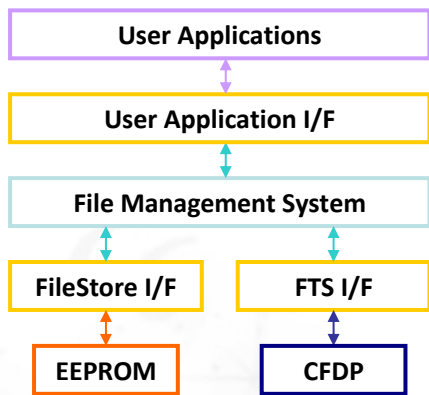 User Applications
User Application I/F
File Management System
FileStore I/F
FTS I/F
EEPROM
CFDP